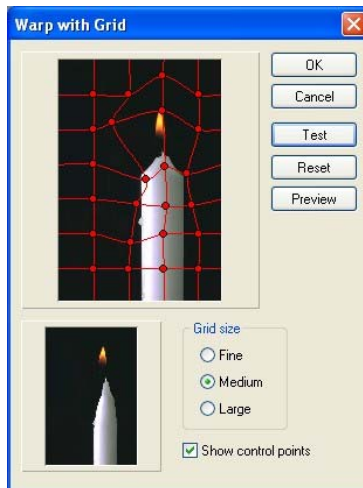 Warp with Grid
OK
Cancel
Test
Reset
Preview
Grid size
Fine
Medium
Large
Show control points